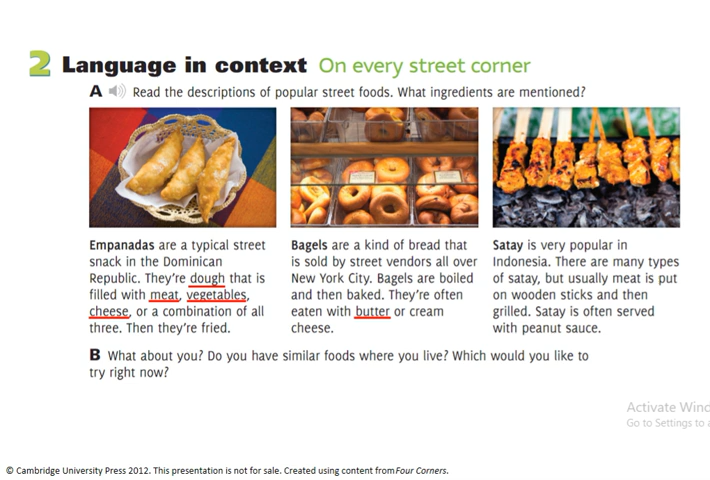 2 Language in context On every street corner
A Read the descriptions of popular street foods. What ingredients are mentioned?
Empanadas are a typical street
snack in the Dominican
Republic. They're dough that is
filled with meat, vegetables,
cheese, or a combination of all
three. Then they're fried.
Bagels are a kind of bread that
is sold by street vendors all over
New York City. Bagels are boiled
and then baked. They're often
eaten with butter or cream
cheese.
Satay is very popular in
Indonesia. There are many types
of satay, but usually meat is put
on wooden sticks and then
grilled. Satay is often served
with peanut sauce.
B What about you? Do you have similar foods where you live? Which would you like to
try right now?
Activate Wind
Go to Settings to a
© Cambridge University Press 2012. This presentation is not for sale. Created using content from Four Corners.